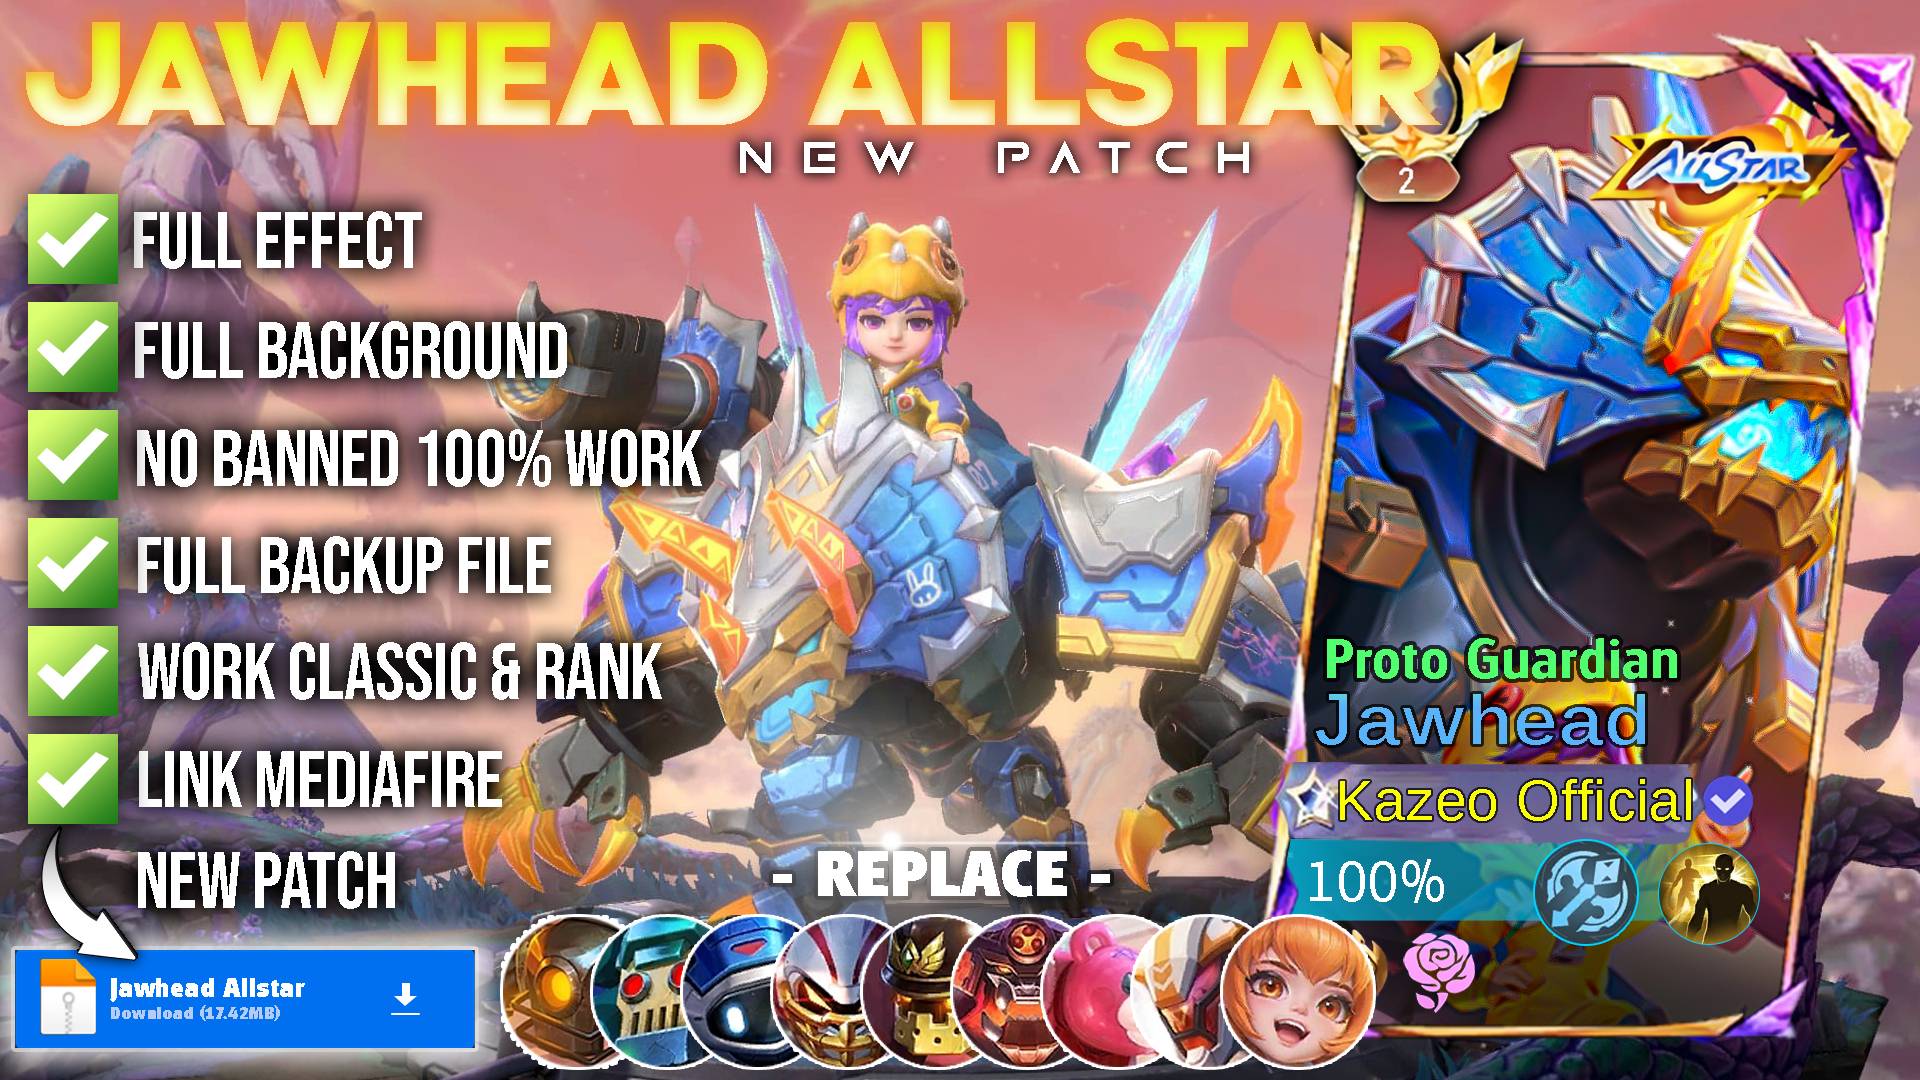 JAWHEAD ALLSTAR
NEW PATCH
2
ALLSTAR
FULL EFFECT
FULL BACKGROUND
NO BANNED 100% WORK
FULL BACKUP FILE
WORK CLASSIC & RANK
LINK MEDIAFIRE
NEW PATCH
Jawhead Allstar
Download (17.42MB)
- REPLACE -
87
Proto Guardian
Jawhead
Kazeo Official
100%